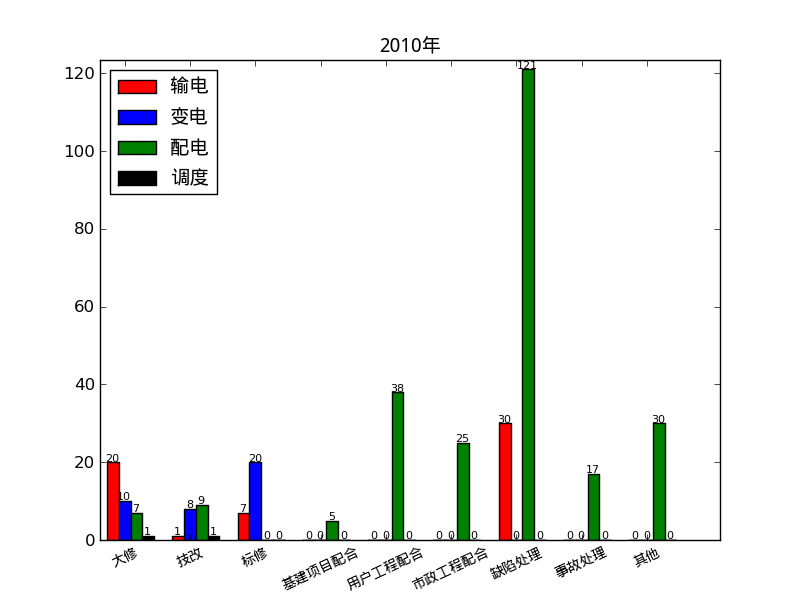 2010年
输电
变电
配电
调度
120
100
80
60
40
20
0
20 10 7 1
1 8 9 1
7 20 0 0
0 0 5 0
0 0 38 0
0 0 25 0
30 0 121 0
0 0 17 0
0 0 30 0
大修
技改
标修
基建项目配合
用户工程配合
市政工程配合
缺陷处理
事故处理
其他